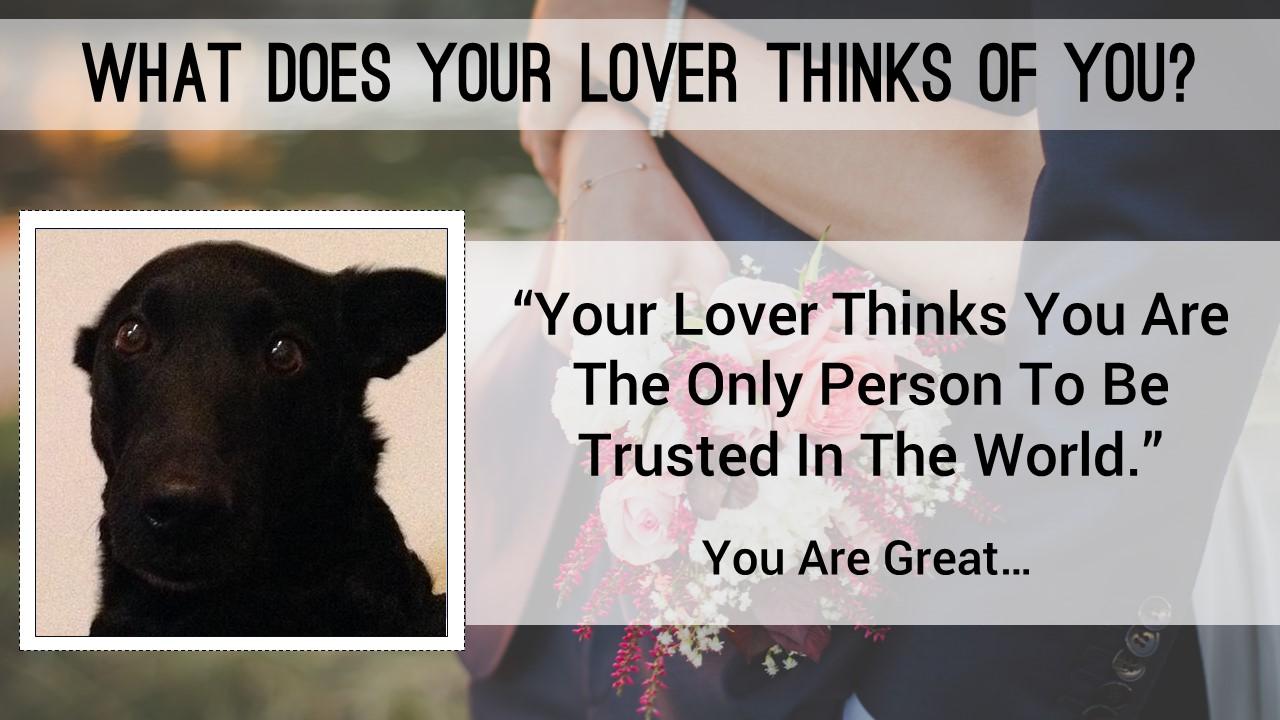 WHAT DOES YOUR LOVER THINKS OF YOU?
“Your Lover Thinks You Are
The Only Person To Be
Trusted In The World.”
You Are Great...